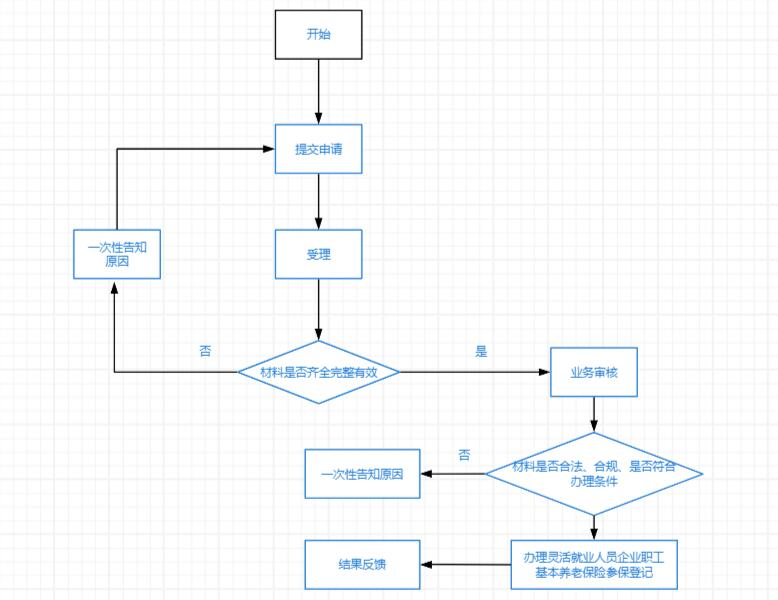 开始
提交申请
一次性告知
原因
受理
否
是
材料是否齐全完整有效
业务审核
否
材料是否合法、合规、是否符合
办理条件
一次性告知原因
办理灵活就业人员企业职工
基本养老保险参保登记
结果反馈